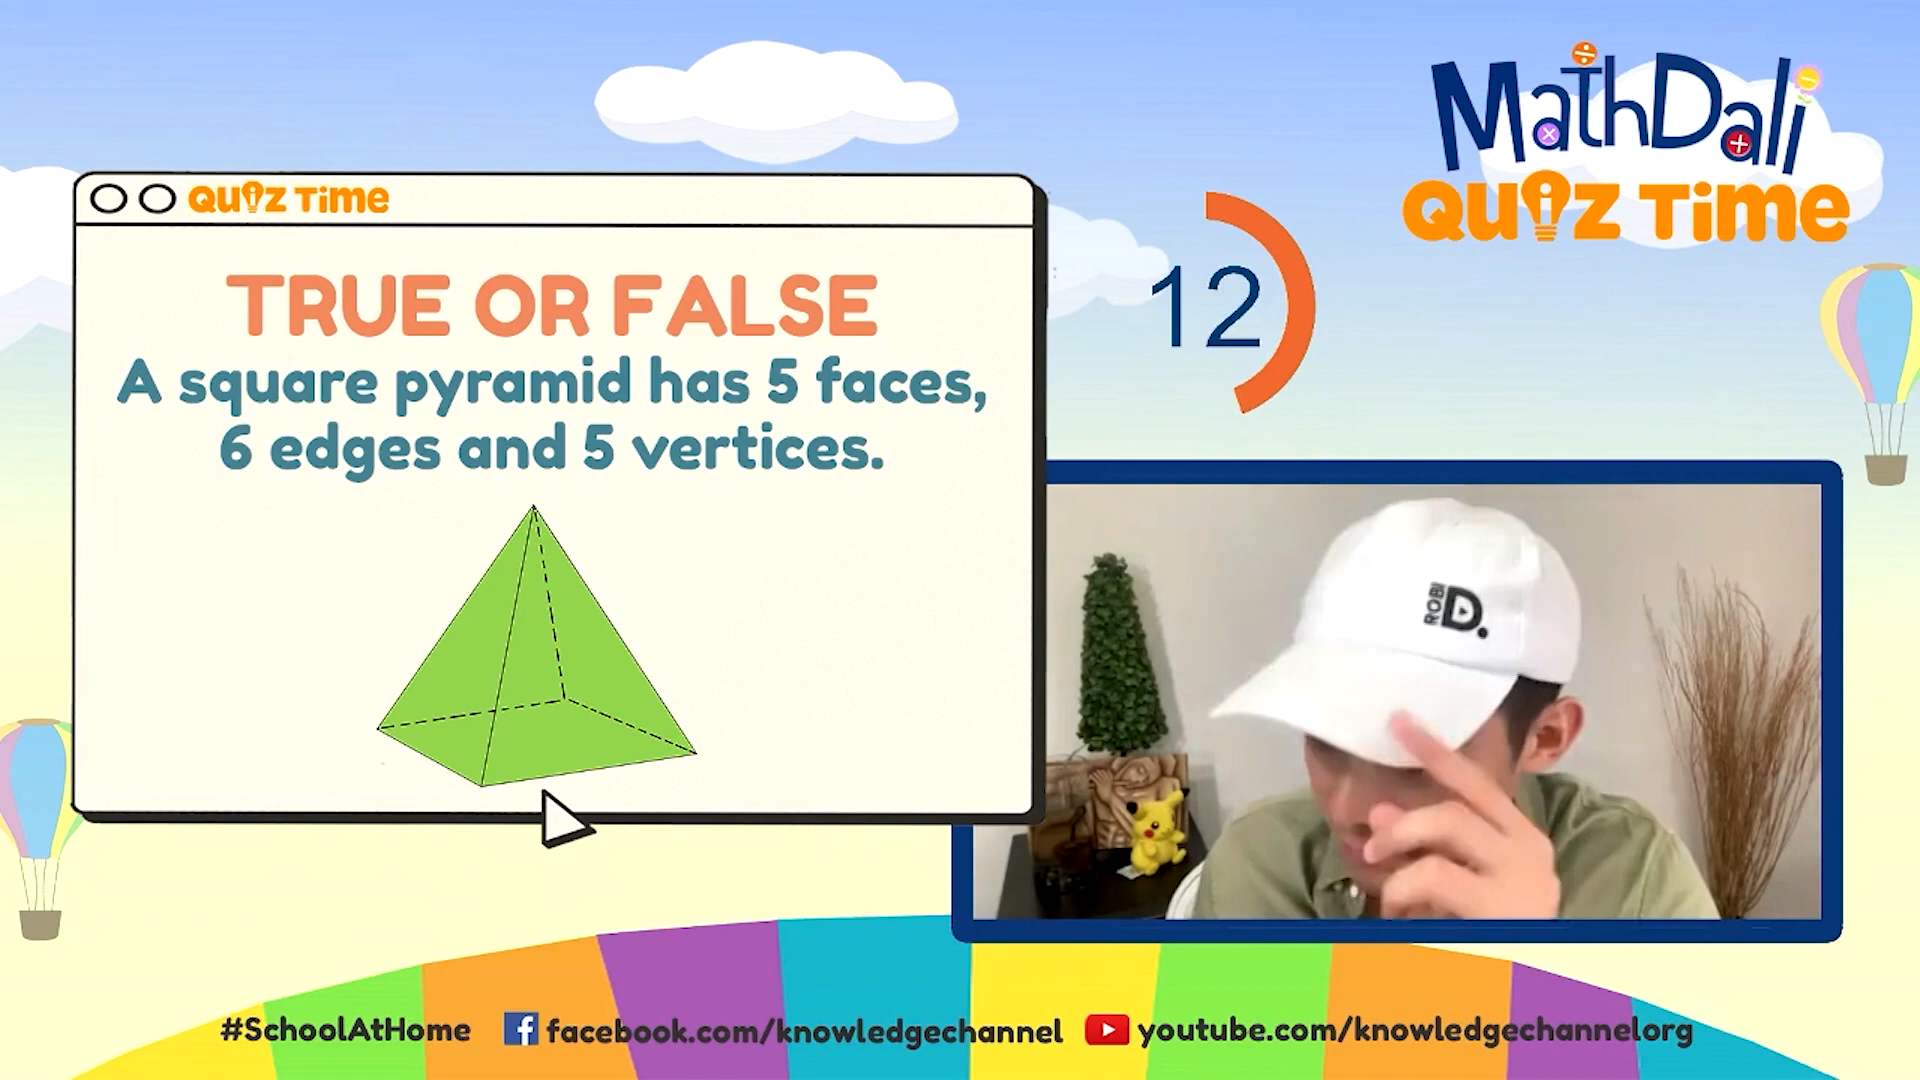 MathDali
QUIZ TIME
QUIZ TIME
TRUE OR FALSE
A square pyramid has 5 faces,
6 edges and 5 vertices.
12
ROBI D.
#SchoolAtHome
facebook.com/knowledgechannel
youtube.com/knowledgechannelorg